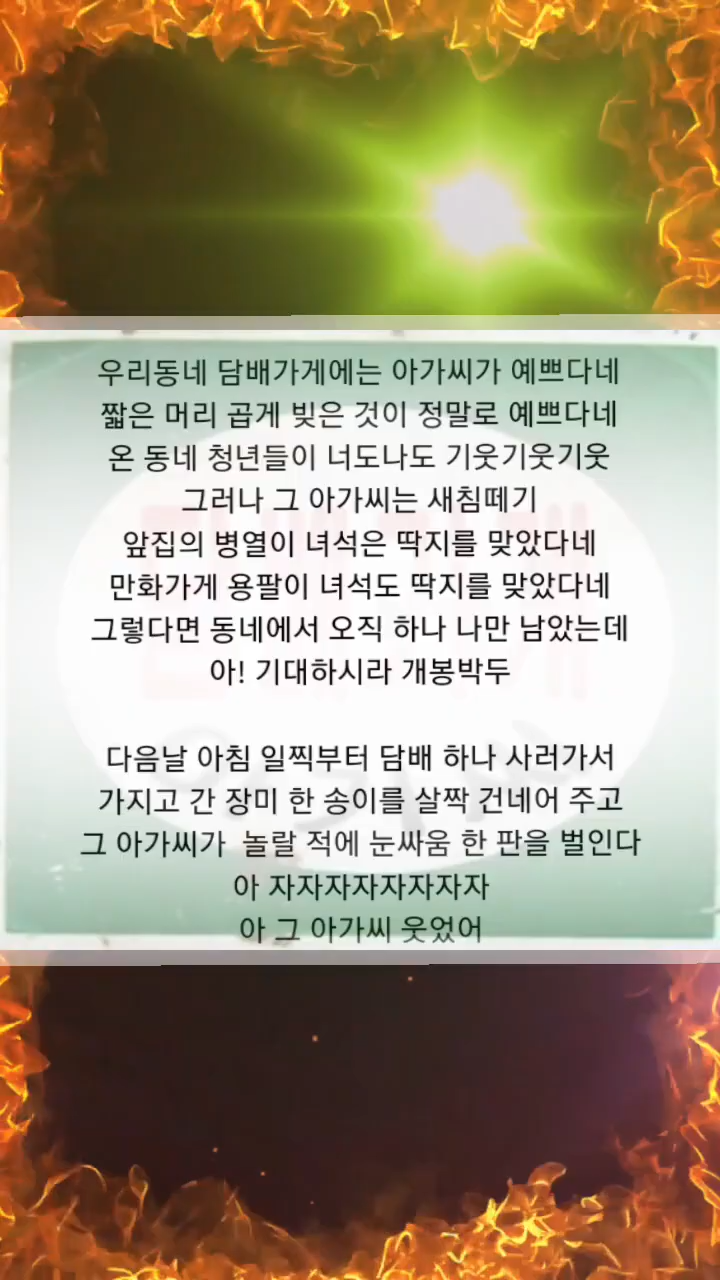 우리동네 담배가게에는 아가씨가 예쁘다네
짧은 머리 곱게 빚은 것이 정말로 예쁘다네
온 동네 청년들이 너도나도 기웃기웃기웃
그러나 그 아가씨는 새침떼기
앞집의 병열이 녀석은 딱지를 맞았다네
만화가게 용팔이 녀석도 딱지를 맞았다네
그렇다면 동네에서 오직 하나 나만 남았는데
아! 기대하시라 개봉박두
다음날 아침 일찍부터 담배 하나 사러가서
가지고 간 장미 한 송이를 살짝 건네어 주고
그 아가씨가 놀랄 적에 눈싸움 한 판을 벌인다
아 자자자자자자자자
아 그 아가씨 웃었어